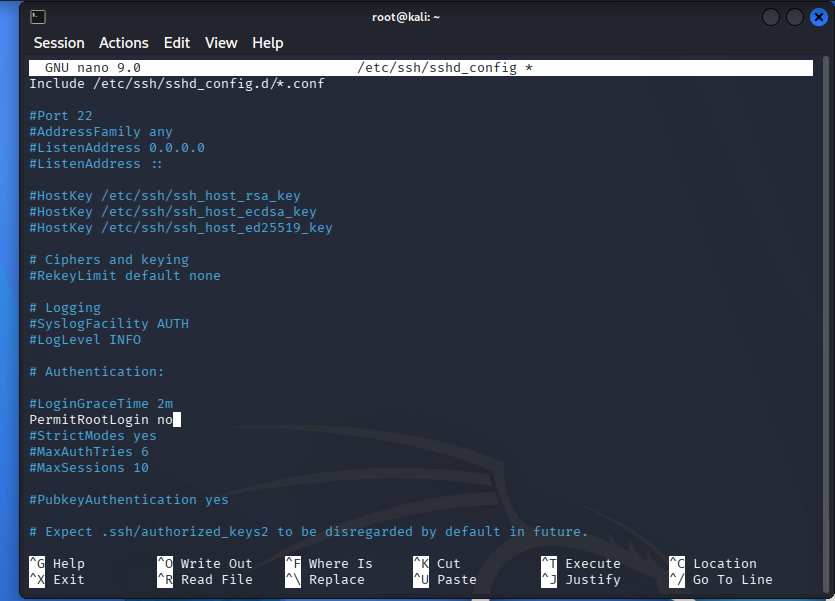 root@kali: ~
Session Actions Edit View Help
GNU nano 9.0 /etc/ssh/sshd_config *
Include /etc/ssh/sshd_config.d/*.conf
#Port 22
#AddressFamily any
#ListenAddress 0.0.0.0
#ListenAddress ::
#HostKey /etc/ssh/ssh_host_rsa_key
#HostKey /etc/ssh/ssh_host_ecdsa_key
#HostKey /etc/ssh/ssh_host_ed25519_key
# Ciphers and keying
#RekeyLimit default none
# Logging
#SyslogFacility AUTH
#LogLevel INFO
# Authentication:
#LoginGraceTime 2m
PermitRootLogin no
#StrictModes yes
#MaxAuthTries 6
#MaxSessions 10
#PubkeyAuthentication yes
# Expect .ssh/authorized_keys2 to be disregarded by default in future.
^G Help ^O Write Out ^F Where Is ^K Cut ^T Execute ^C Location
^X Exit ^R Read File ^\ Replace ^U Paste ^J Justify ^/ Go To Line